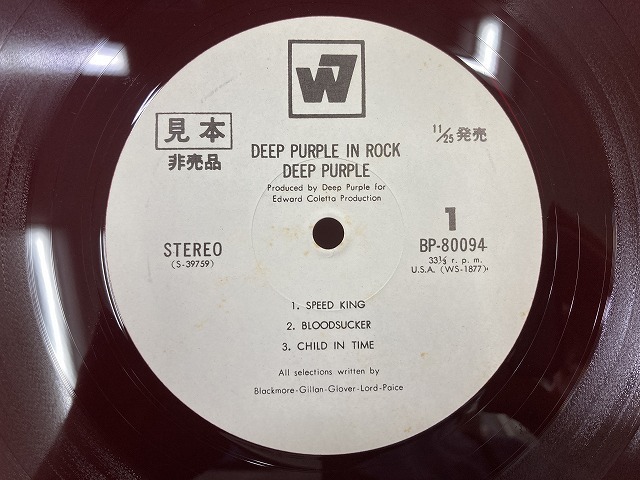 W7
見本
非売品
11/25 発売
DEEP PURPLE IN ROCK
DEEP PURPLE
Produced by Deep Purple for
Edward Coletta Production
STEREO
(S-39759)
1
BP-80094
33⅓ r. p. m.
U.S.A. (WS-1877)
1. SPEED KING
2. BLOODSUCKER
3. CHILD IN TIME
All selections written by
Blackmore-Gillan-Glover-Lord-Paice